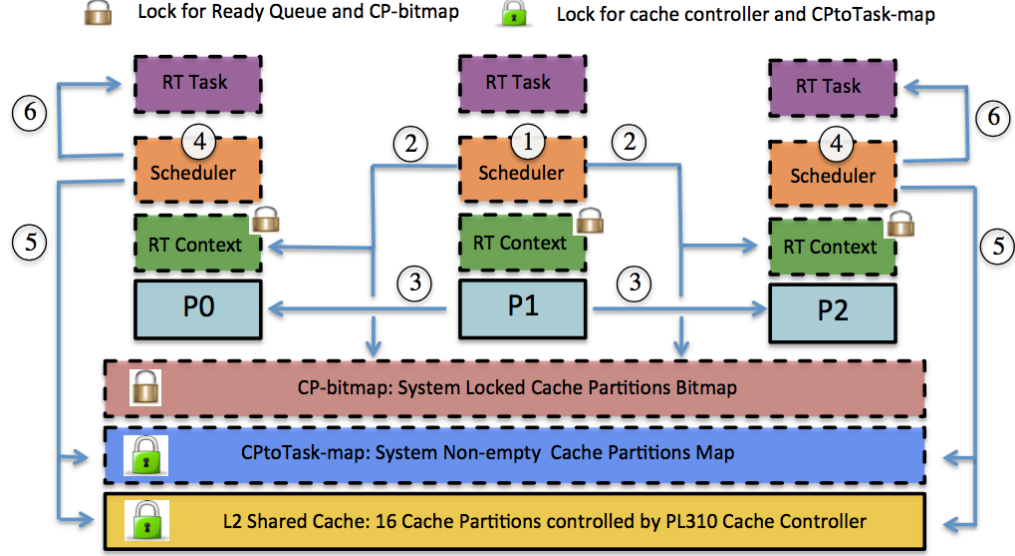 Lock for Ready Queue and CP-bitmap
Lock for cache controller and CPtoTask-map
RT Task
RT Task
RT Task
6
4
2
1
2
4
6
Scheduler
Scheduler
Scheduler
5
RT Context
RT Context
RT Context
5
3
3
P0
P1
P2
CP-bitmap: System Locked Cache Partitions Bitmap
CPtoTask-map: System Non-empty Cache Partitions Map
L2 Shared Cache: 16 Cache Partitions controlled by PL310 Cache Controller